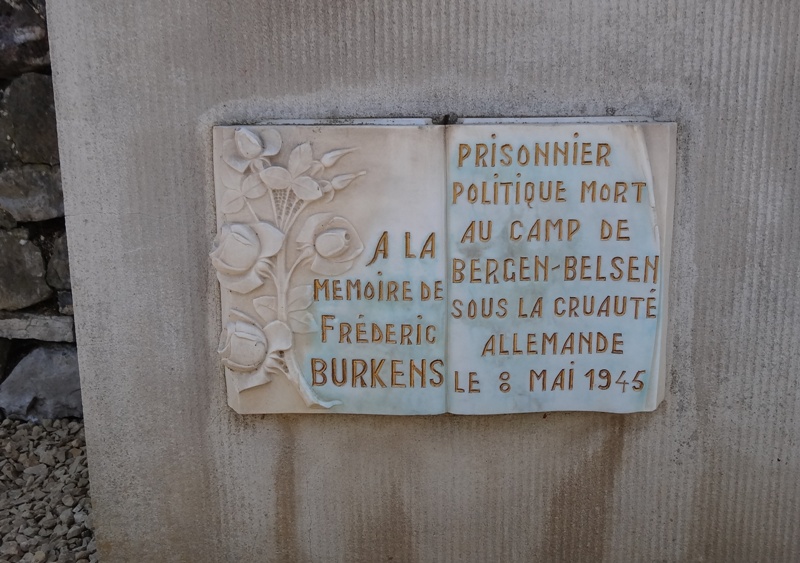 A LA
MEMOIRE DE
FRÉDERIC
BURKENS
PRISONNIER
POLITIQUE MORT
AU CAMP DE
BERGEN-BELSEN
SOUS LA CRUAUTÉ
ALLEMANDE
LE 8 MAI 1945